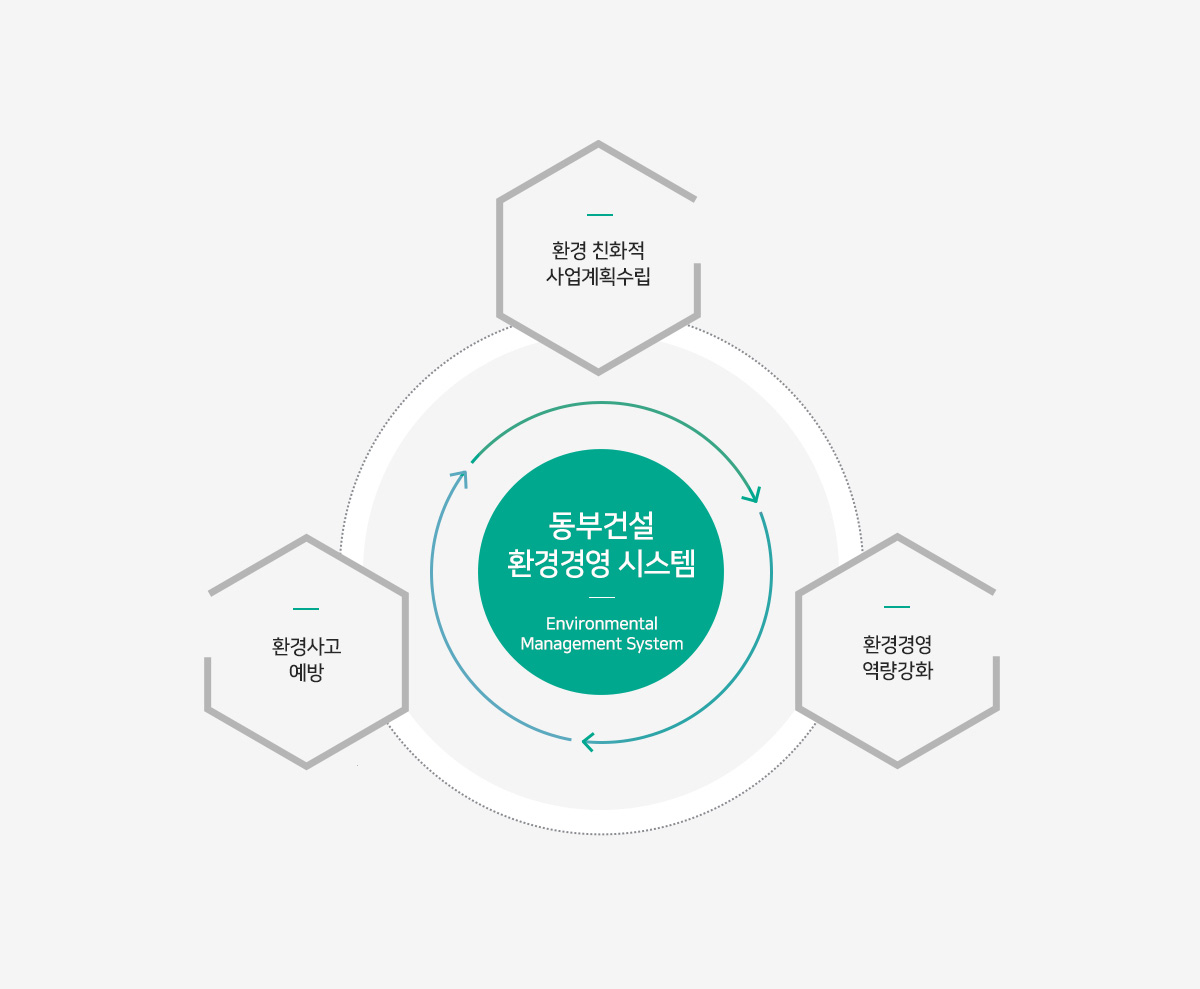 환경 친화적
사업계획수립
동부건설
환경경영 시스템
Environmental
Management System
환경사고
예방
환경경영
역량강화